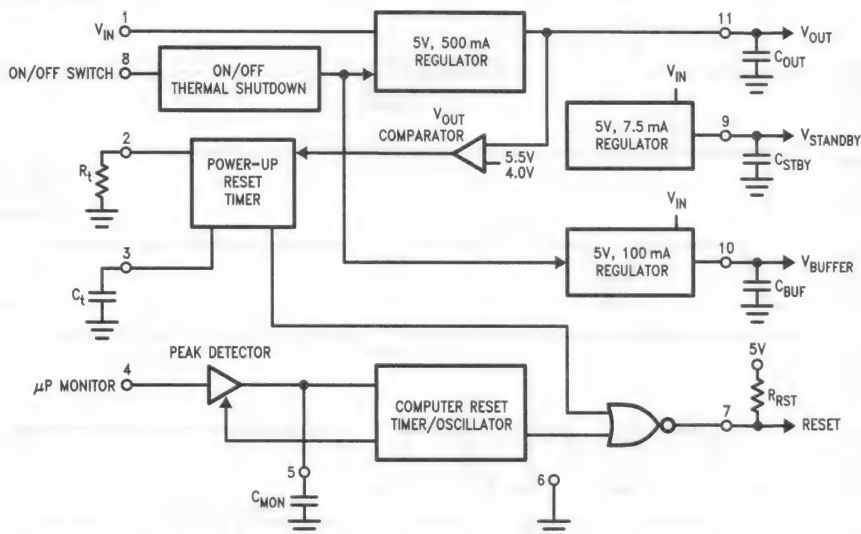 1
V_IN
ON/OFF SWITCH
8
ON/OFF
THERMAL SHUTDOWN
5V, 500 mA
REGULATOR
11
V_OUT
C_OUT
V_OUT
COMPARATOR
5.5V
4.0V
V_IN
5V, 7.5 mA
REGULATOR
9
V_STANDBY
C_STBY
2
R_t
POWER-UP
RESET
TIMER
3
C_t
V_IN
5V, 100 mA
REGULATOR
10
V_BUFFER
C_BUF
PEAK DETECTOR
4
μP MONITOR
COMPUTER RESET
TIMER/OSCILLATOR
5V
R_RST
7
RESET
5
C_MON
6